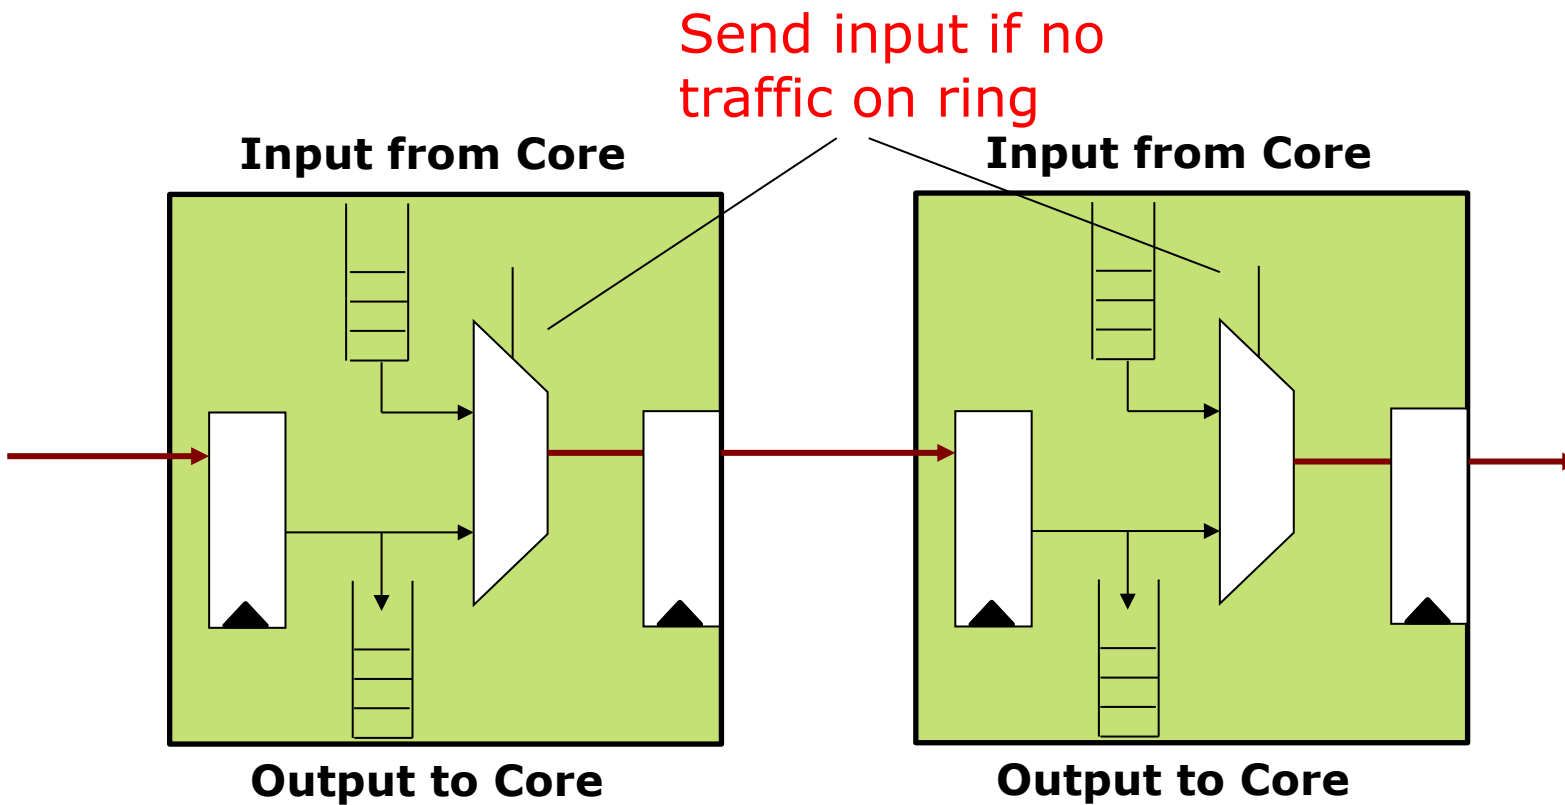 Send input if no
traffic on ring
Input from Core
Input from Core
Output to Core
Output to Core